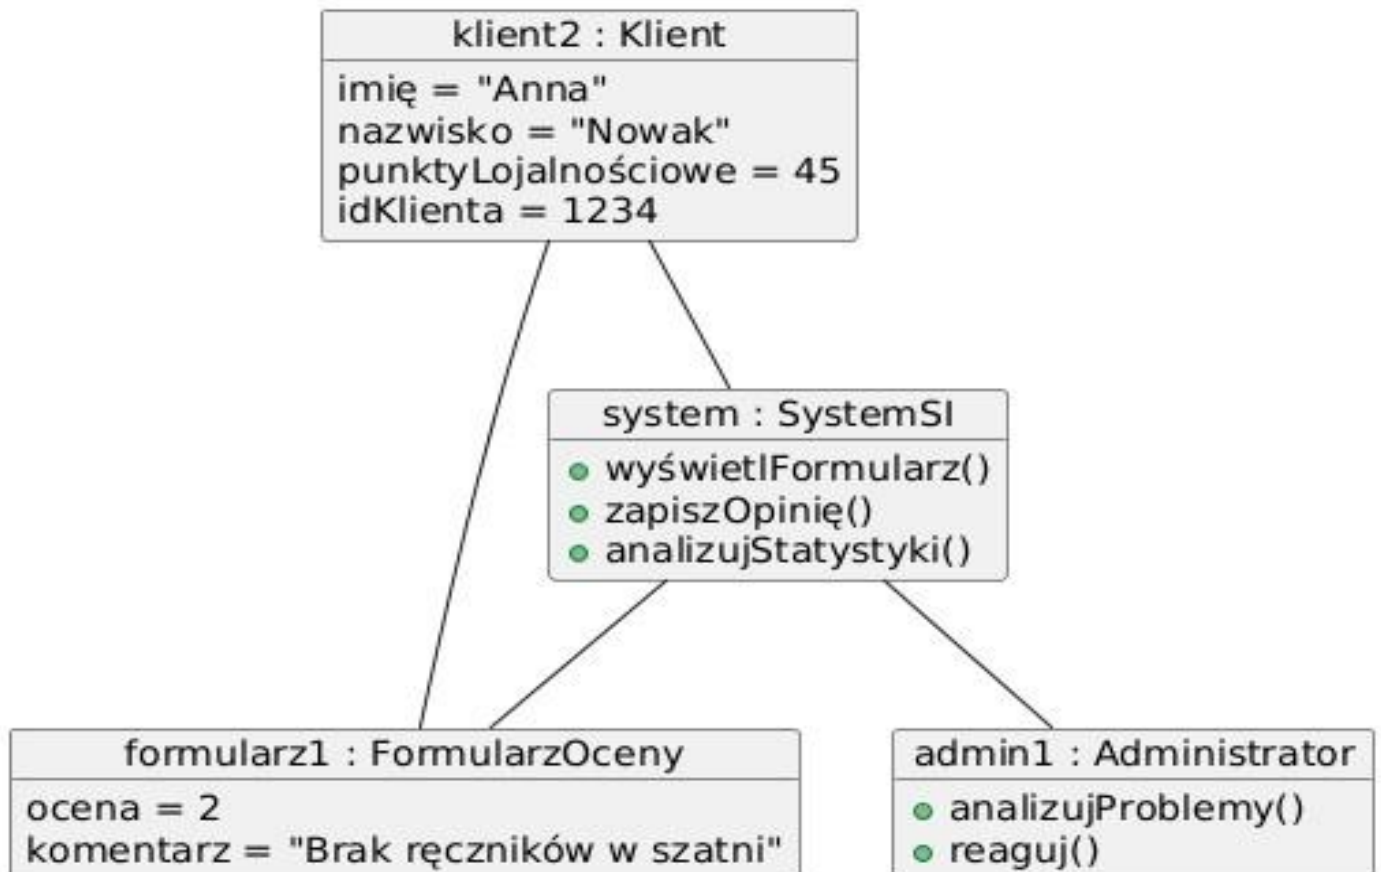 klient2 : Klient
imię = "Anna"
nazwisko = "Nowak"
punktyLojalnościowe = 45
idKlienta = 1234
system : SystemSI
wyświetlFormularz()
zapiszOpinię()
analizujStatystyki()
formularz1 : FormularzOceny
ocena = 2
komentarz = "Brak ręczników w szatni"
admin1 : Administrator
analizujProblemy()
reaguj()